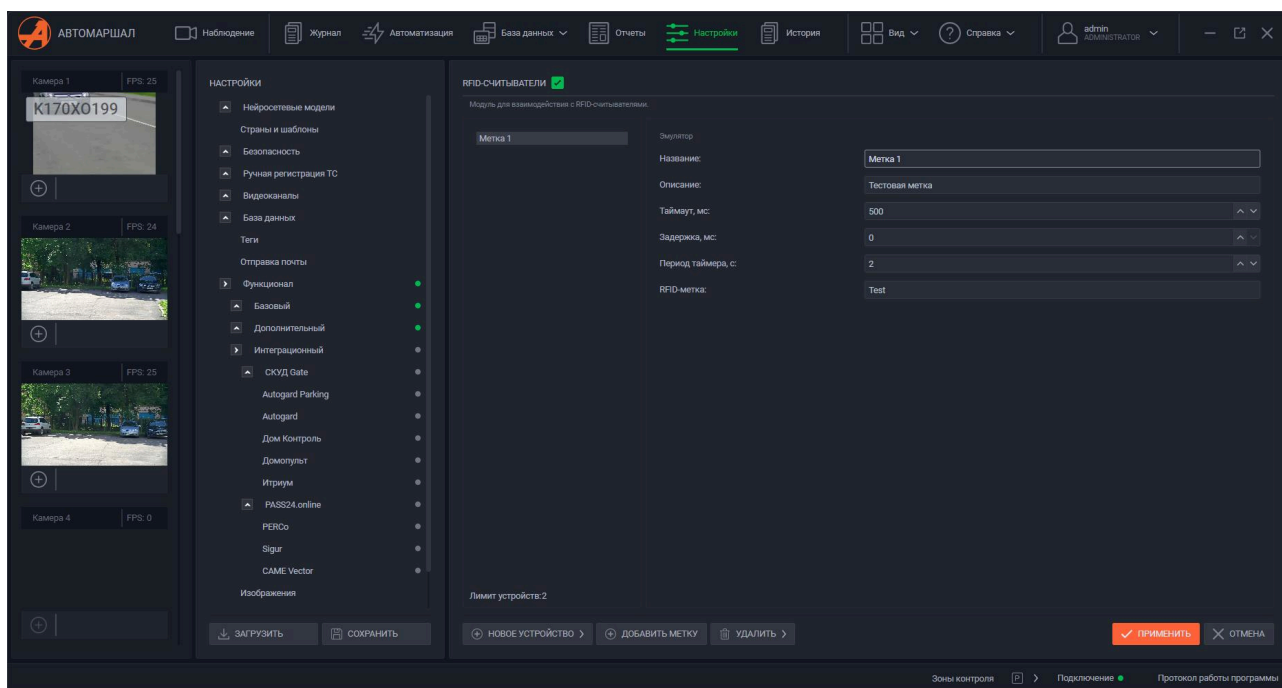 АВТОМАРШАЛ
Наблюдение
Журнал
Автоматизация
База данных
Отчеты
Настройки
История
Вид
Справка
admin
ADMINISTRATOR
Камера 1 FPS: 25
K170XO199
Камера 2 FPS: 24
Камера 3 FPS: 25
Камера 4 FPS: 0
НАСТРОЙКИ
Нейросетевые модели
Страны и шаблоны
Безопасность
Ручная регистрация ТС
Видеоканалы
База данных
Теги
Отправка почты
Функционал
Базовый
Дополнительный
Интеграционный
СКУД Gate
Autogard Parking
Autogard
Дом Контроль
Домопульт
Итриум
PASS24.online
PERCo
Sigur
CAME Vector
Изображения
ЗАГРУЗИТЬ
СОХРАНИТЬ
RFID-СЧИТЫВАТЕЛИ
Модуль для взаимодействия с RFID-считывателями.
Метка 1
Эмулятор
Название: Метка 1
Описание: Тестовая метка
Таймаут, мс: 500
Задержка, мс: 0
Период таймера, с: 2
RFID-метка: Test
Лимит устройств:2
НОВОЕ УСТРОЙСТВО
ДОБАВИТЬ МЕТКУ
УДАЛИТЬ
ПРИМЕНИТЬ
ОТМЕНА
Зоны контроля P
Подключение
Протокол работы программы